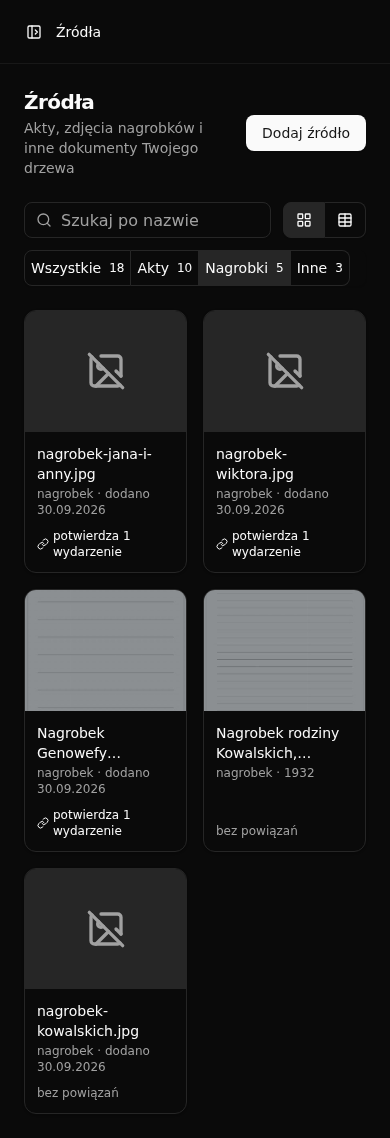 Źródła
Źródła
Akty, zdjęcia nagrobków i
inne dokumenty Twojego
drzewa
Dodaj źródło
Szukaj po nazwie
Wszystkie 18 Akty 10 Nagrobki 5 Inne 3
nagrobek-jana-i-
anny.jpg
nagrobek · dodano
30.09.2026
potwierdza 1
wydarzenie
nagrobek-
wiktora.jpg
nagrobek · dodano
30.09.2026
potwierdza 1
wydarzenie
Nagrobek
Genowefy...
nagrobek · dodano
30.09.2026
potwierdza 1
wydarzenie
Nagrobek rodziny
Kowalskich,...
nagrobek · 1932
bez powiązań
nagrobek-
kowalskich.jpg
nagrobek · dodano
30.09.2026
bez powiązań